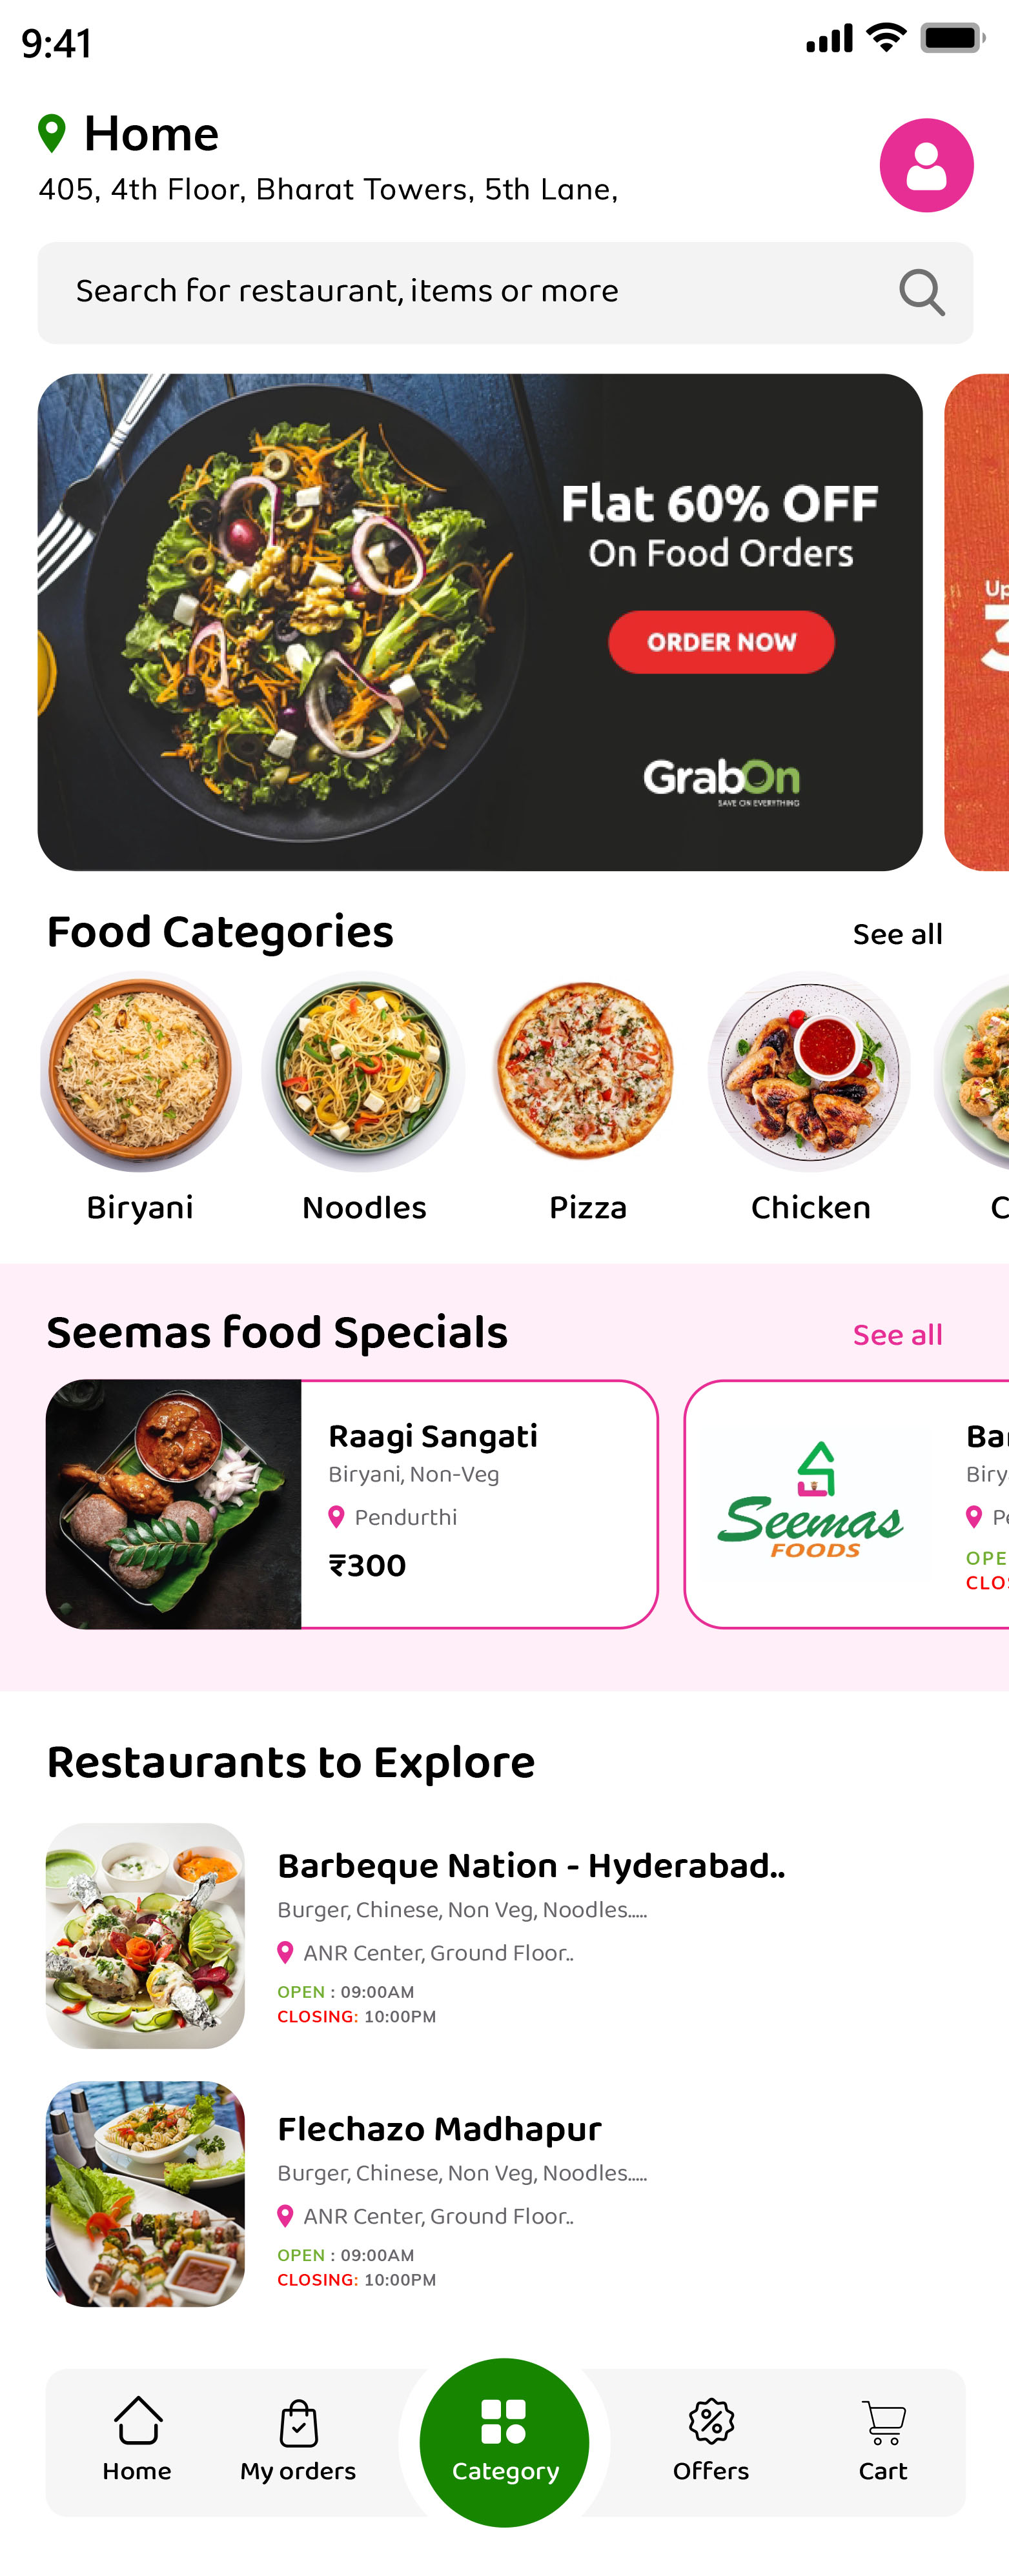 9:41
Home
405, 4th Floor, Bharat Towers, 5th Lane,
Search for restaurant, items or more
Flat 60% OFF
On Food Orders
ORDER NOW
GrabOn
SAVE ON EVERYTHING
Up
3
Food Categories
See all
Biryani
Noodles
Pizza
Chicken
C
Seemas food Specials
See all
Raagi Sangati
Biryani, Non-Veg
Pendurthi
₹300
Seemas
FOODS
Bar
Birya
Pe
OPE
CLOS
Restaurants to Explore
Barbeque Nation - Hyderabad..
Burger, Chinese, Non Veg, Noodles.....
ANR Center, Ground Floor..
OPEN : 09:00AM
CLOSING: 10:00PM
Flechazo Madhapur
Burger, Chinese, Non Veg, Noodles.....
ANR Center, Ground Floor..
OPEN : 09:00AM
CLOSING: 10:00PM
Home
My orders
Category
Offers
Cart